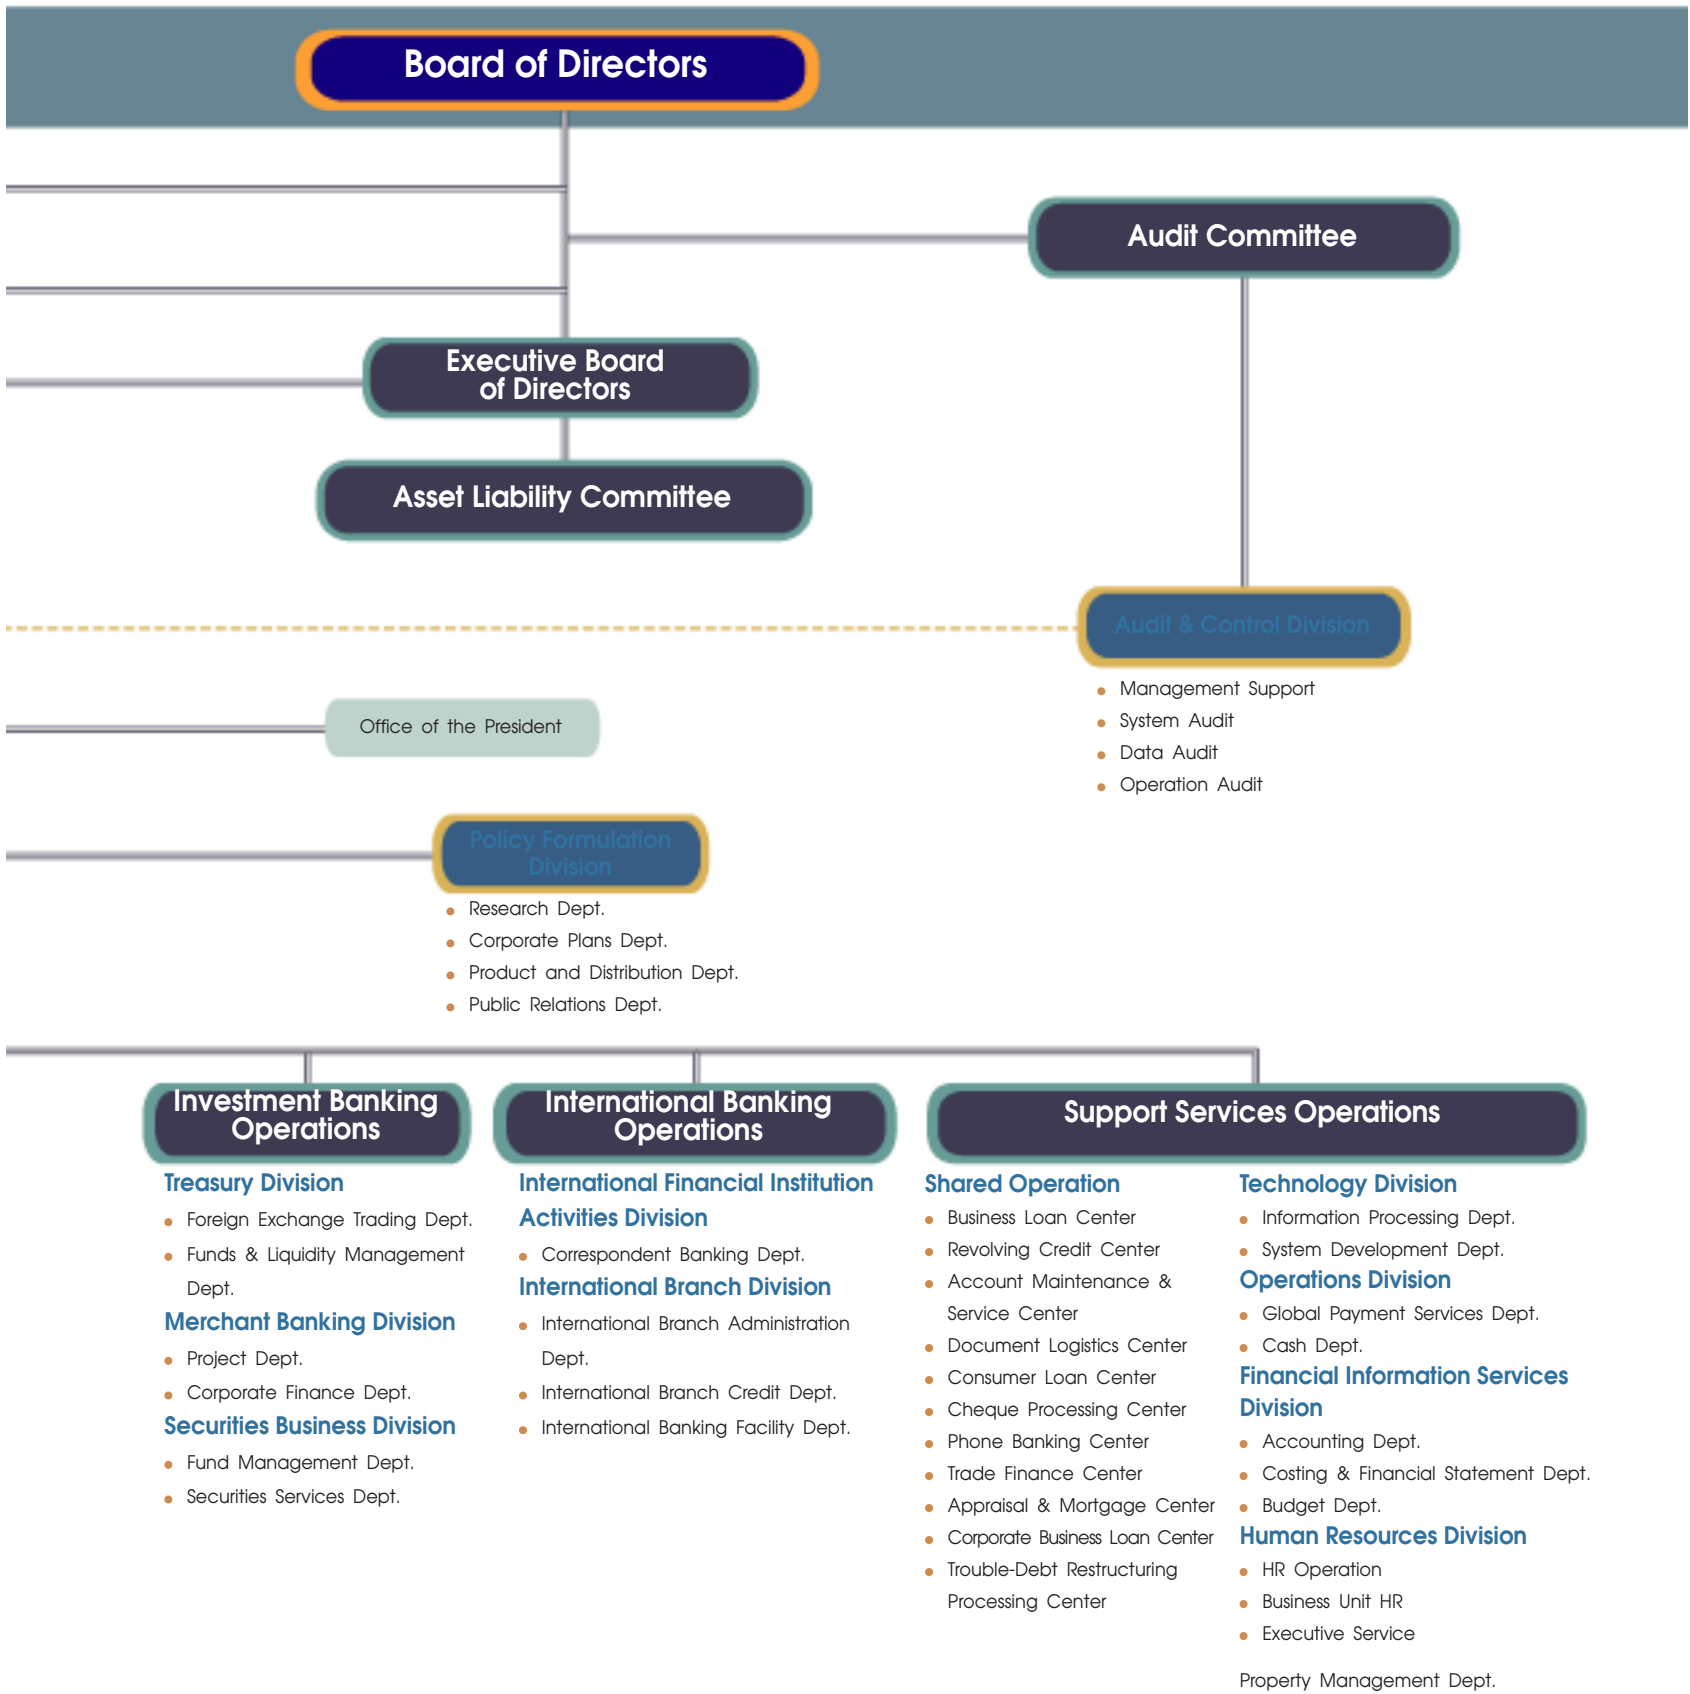 Board of Directors
Audit Committee
Executive Board
of Directors
Asset Liability Committee
Audit & Control Division
Management Support
System Audit
Data Audit
Operation Audit
Office of the President
Policy Formulation
Division
Research Dept.
Corporate Plans Dept.
Product and Distribution Dept.
Public Relations Dept.
Investment Banking
Operations
Treasury Division
Foreign Exchange Trading Dept.
Funds & Liquidity Management
Dept.
Merchant Banking Division
Project Dept.
Corporate Finance Dept.
Securities Business Division
Fund Management Dept.
Securities Services Dept.
International Banking
Operations
International Financial Institution
Activities Division
Correspondent Banking Dept.
International Branch Division
International Branch Administration
Dept.
International Branch Credit Dept.
International Banking Facility Dept.
Support Services Operations
Shared Operation
Business Loan Center
Revolving Credit Center
Account Maintenance &
Service Center
Document Logistics Center
Consumer Loan Center
Cheque Processing Center
Phone Banking Center
Trade Finance Center
Appraisal & Mortgage Center
Corporate Business Loan Center
Trouble-Debt Restructuring
Processing Center
Technology Division
Information Processing Dept.
System Development Dept.
Operations Division
Global Payment Services Dept.
Cash Dept.
Financial Information Services
Division
Accounting Dept.
Costing & Financial Statement Dept.
Budget Dept.
Human Resources Division
HR Operation
Business Unit HR
Executive Service
Property Management Dept.